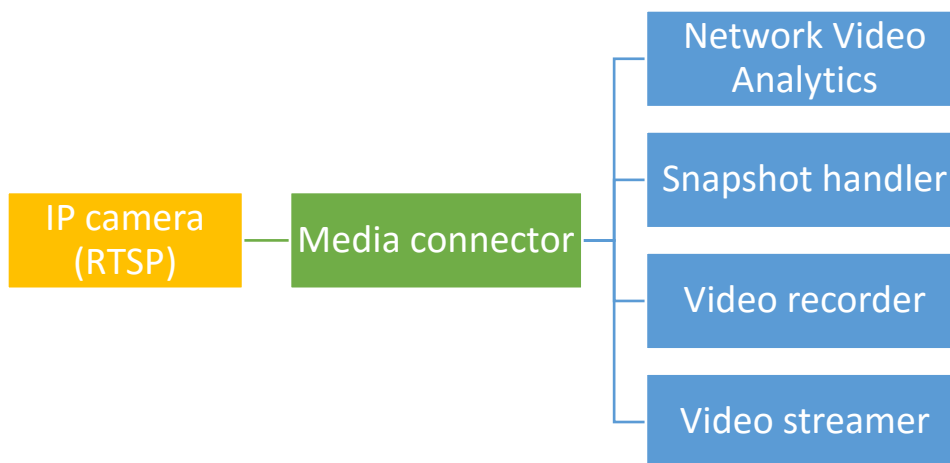 IP camera
(RTSP)
Media connector
Network Video
Analytics
Snapshot handler
Video recorder
Video streamer